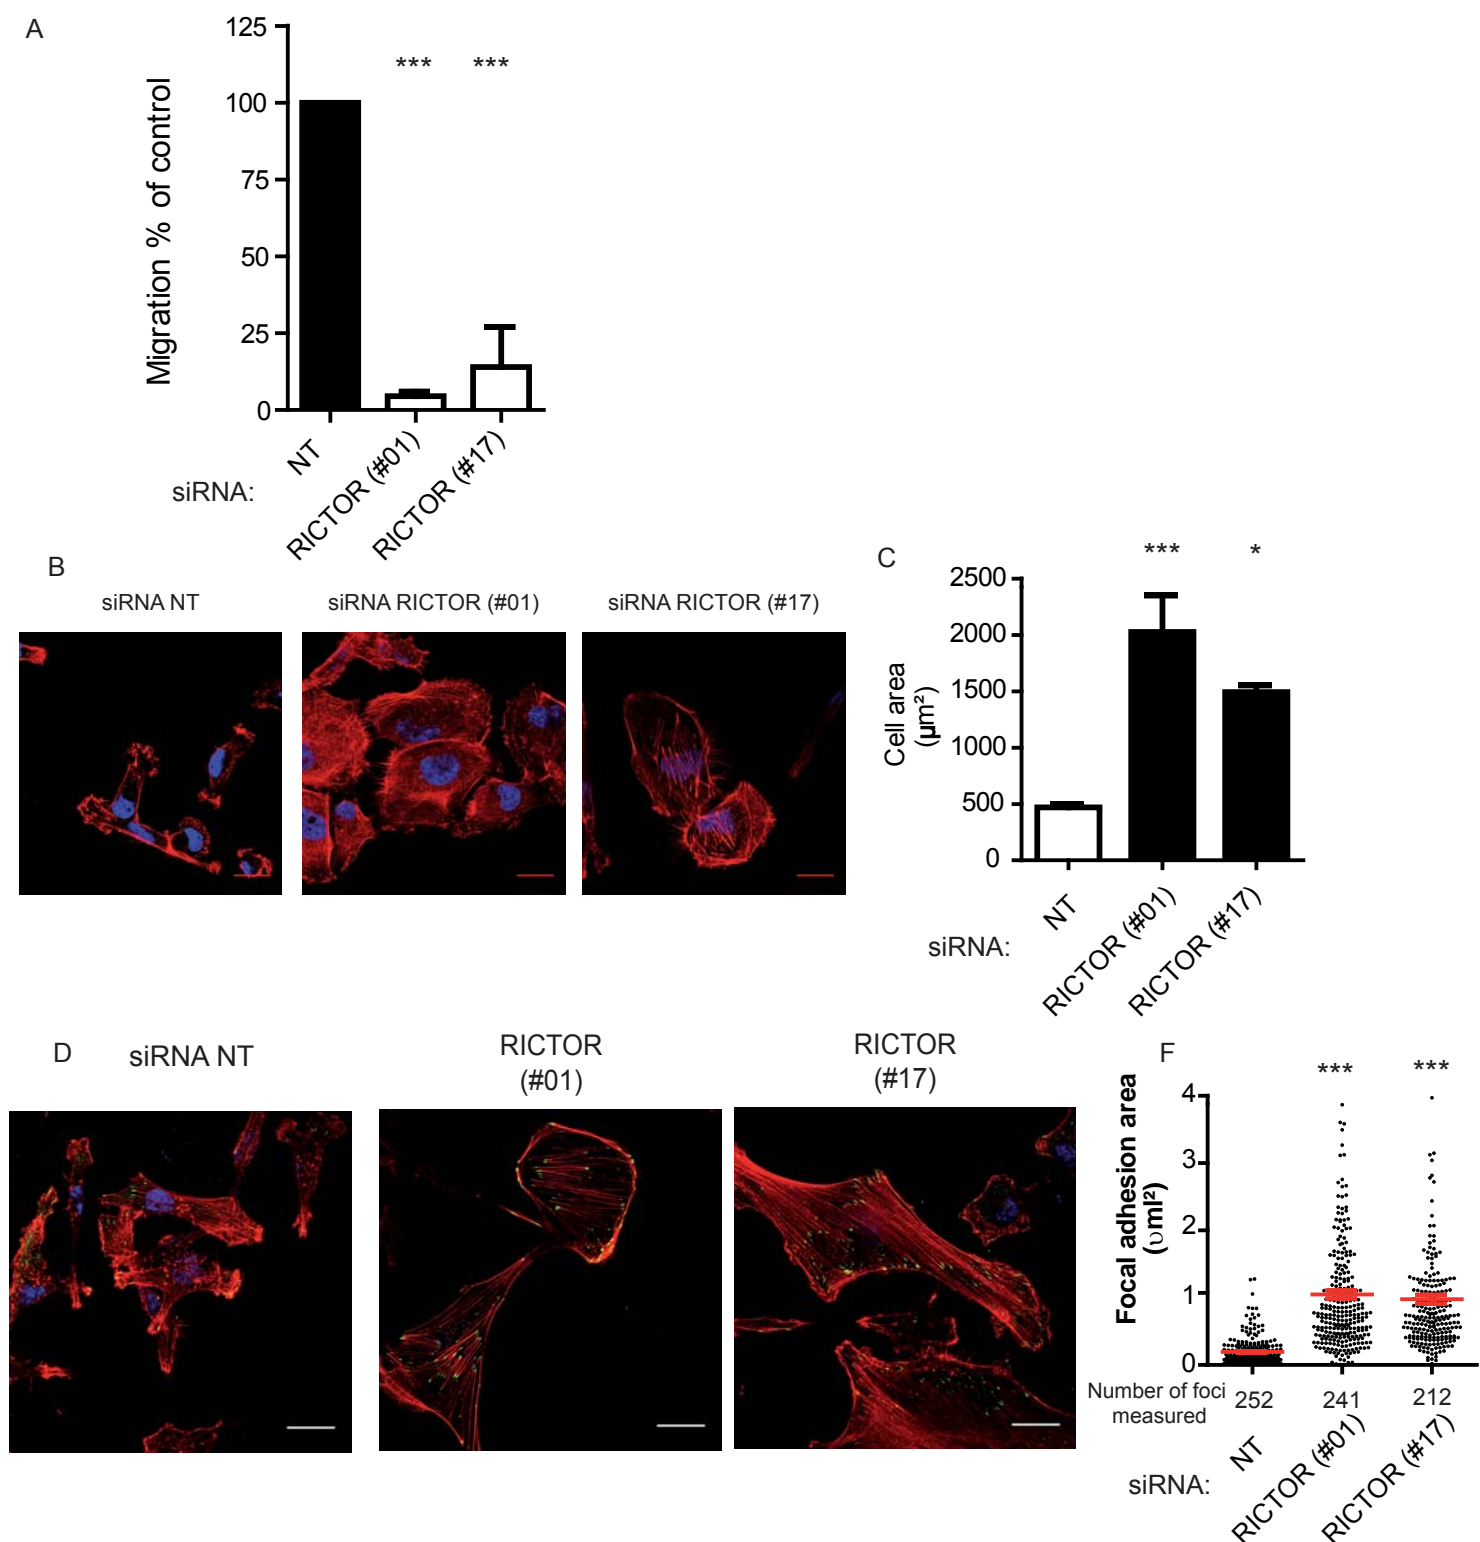 A
125
100
75
50
25
0
Migration % of control
*** ***
NT
RICTOR (#01)
RICTOR (#17)
siRNA:
B
siRNA NT
siRNA RICTOR (#01)
siRNA RICTOR (#17)
C
*** *
2500
2000
1500
1000
500
0
Cell area
(µm²)
NT
RICTOR (#01)
RICTOR (#17)
siRNA:
D
siRNA NT
RICTOR
(#01)
RICTOR
(#17)
F
*** ***
4
3
2
1
0
Focal adhesion area
(υml²)
Number of foci
measured
252 241 212
NT
RICTOR (#01)
RICTOR (#17)
siRNA: